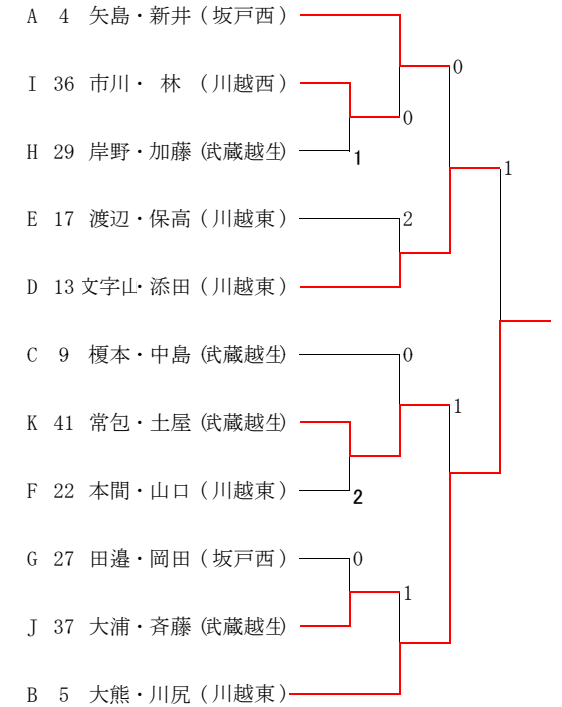 A 4 矢島・新井(坂戸西)
0
I 36 市川・ 林 (川越西)
0
H 29 岸野・加藤(武蔵越生)
1
1
E 17 渡辺・保高(川越東)
2
D 13 文字山・添田(川越東)
C 9 榎本・中島(武蔵越生)
0
1
K 41 常包・土屋(武蔵越生)
F 22 本間・山口(川越東)
2
G 27 田邉・岡田(坂戸西)
0
1
J 37 大浦・斉藤(武蔵越生)
B 5 大熊・川尻(川越東)